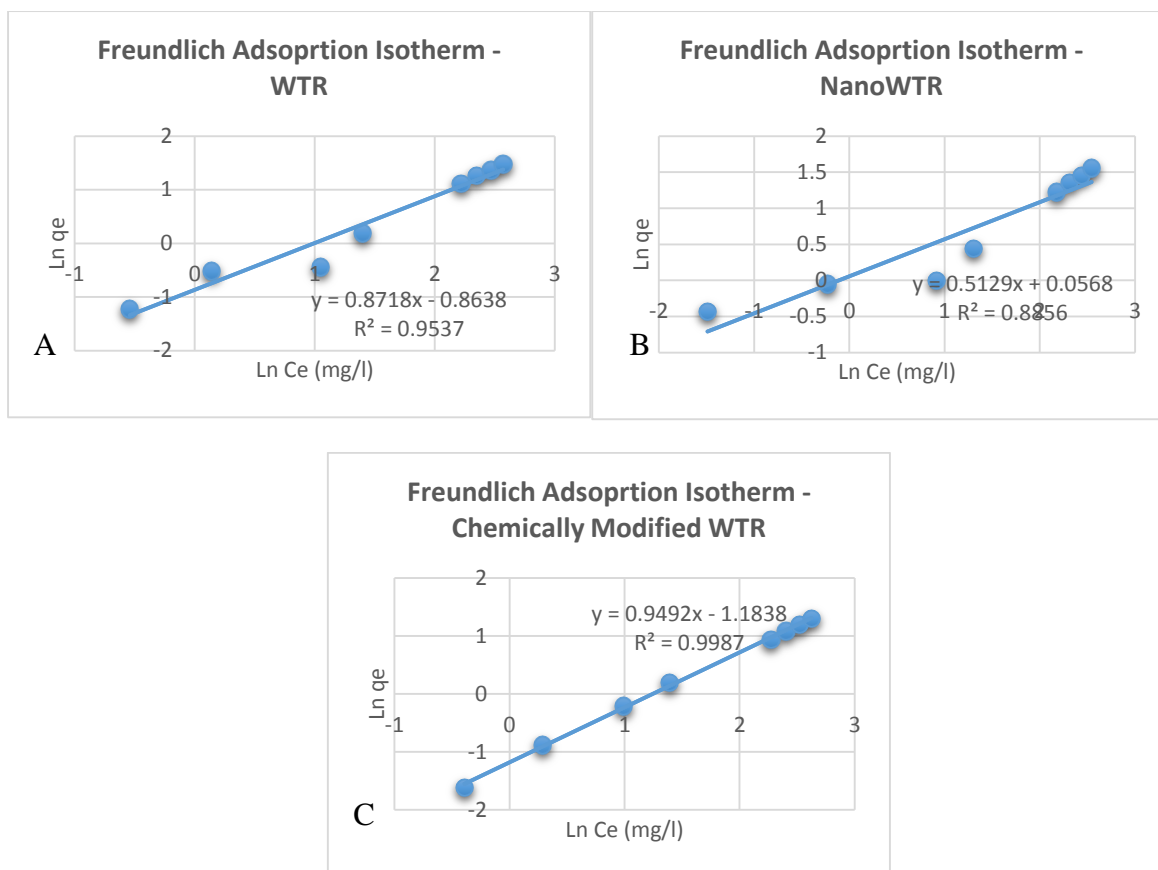 Freundlich Adsoprtion Isotherm -
WTR
2
1
0
-1
-2
-1
0
1
2
3
Ln qe
y = 0.8718x - 0.8638
R² = 0.9537
Ln Ce (mg/l)
A
Freundlich Adsoprtion Isotherm -
NanoWTR
2
1.5
1
0.5
0
-0.5
-1
-2
-1
0
1
2
3
Ln qe
y = 0.5129x + 0.0568
R² = 0.8856
Ln Ce (mg/l)
B
Freundlich Adsoprtion Isotherm -
Chemically Modified WTR
2
1
0
-1
-2
-1
0
1
2
3
Ln qe
y = 0.9492x - 1.1838
R² = 0.9987
Ln Ce (mg/l)
C